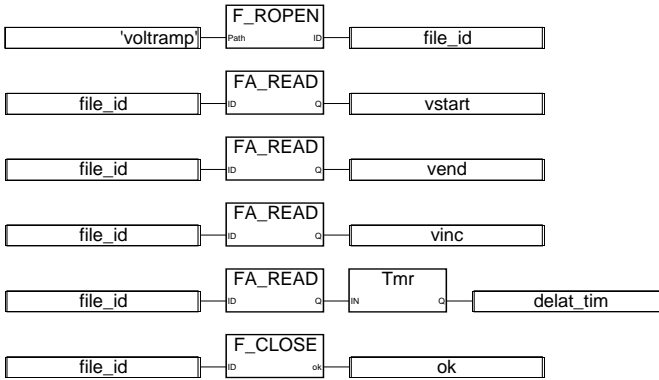 F_ROPEN
'voltramp' Path ID file_id
FA_READ
file_id ID Q vstart
FA_READ
file_id ID Q vend
FA_READ
file_id ID Q vinc
FA_READ Tmr
file_id ID Q IN Q delat_tim
F_CLOSE
file_id ID ok ok